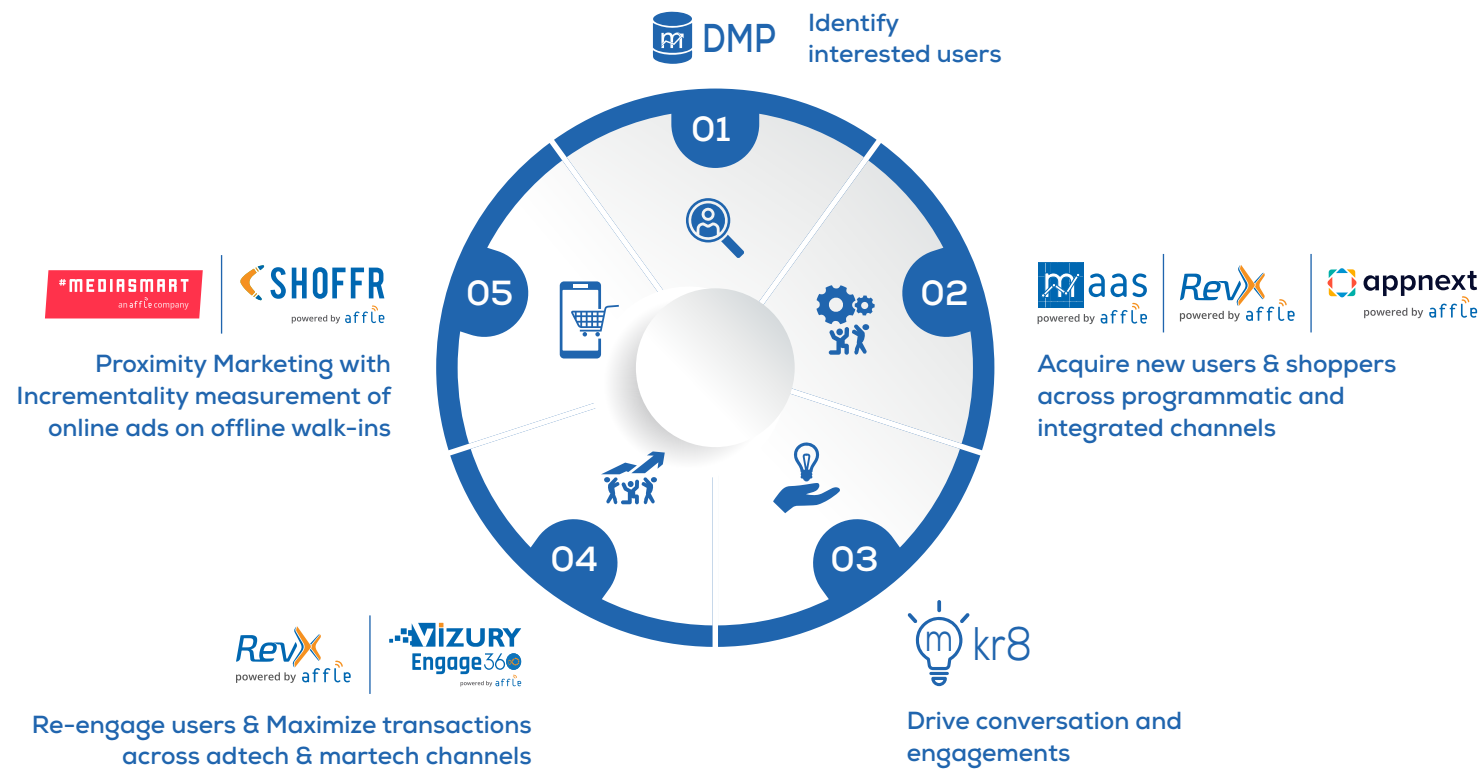 m DMP
Identify
interested users
01
02
maas
powered by affle
RevX
powered by affle
appnext
powered by affle
Acquire new users & shoppers
across programmatic and
integrated channels
03
m kr8
Drive conversation and
engagements
04
RevX
powered by affle
VIZURY
Engage360
powered by affle
Re-engage users & Maximize transactions
across adtech & martech channels
05
#MEDIASMART
an affle company
SHOFFR
powered by affle
Proximity Marketing with
Incrementality measurement of
online ads on offline walk-ins